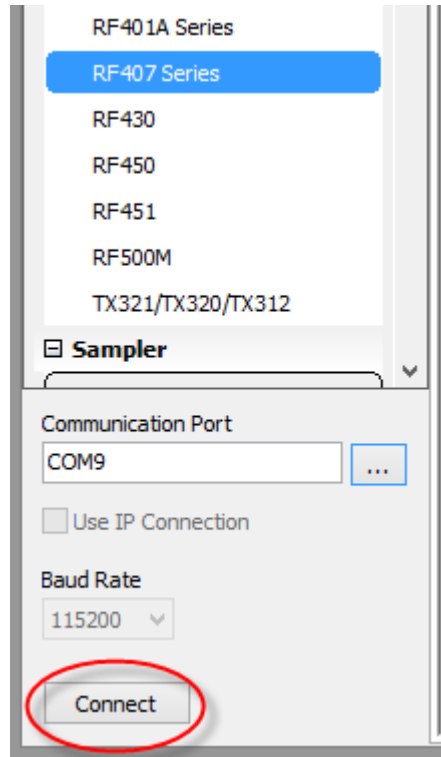 RF401A Series
RF407 Series
RF430
RF450
RF451
RF500M
TX321/TX320/TX312
Sampler
Communication Port
COM9
...
Use IP Connection
Baud Rate
115200
Connect